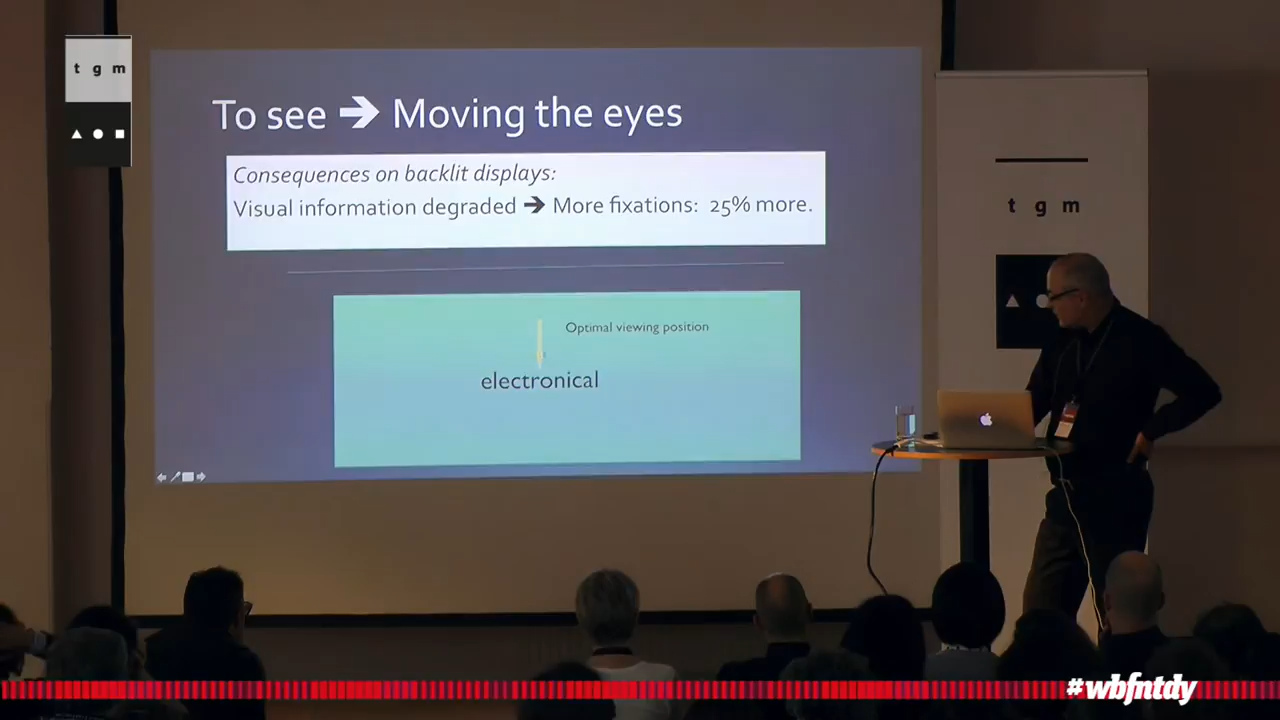 t g m
To see ➔ Moving the eyes
Consequences on backlit displays:
Visual information degraded ➔ More fixations: 25% more.
Optimal viewing position
electronical
t g m
#wbfntdy